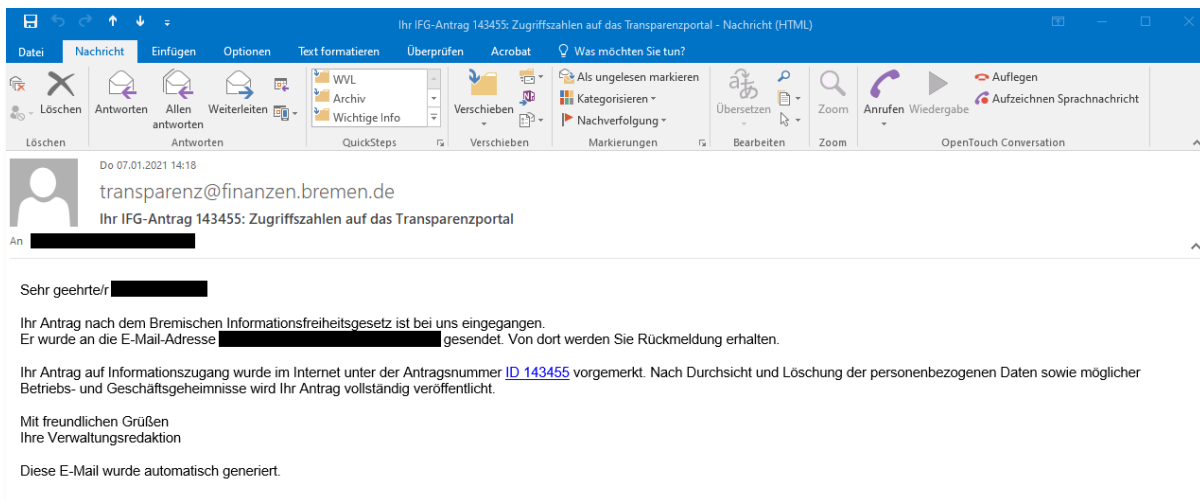 Ihr IFG-Antrag 143455: Zugriffszahlen auf das Transparenzportal - Nachricht (HTML)
Datei Nachricht Einfügen Optionen Text formatieren Überprüfen Acrobat Was möchten Sie tun?
Löschen
Antworten
Allen antworten
Weiterleiten
WVL
Archiv
Wichtige Info
Verschieben
Als ungelesen markieren
Kategorisieren
Nachverfolgung
Übersetzen
Zoom
Anrufen
Wiedergabe
Auflegen
Aufzeichnen Sprachnachricht
Löschen Antworten QuickSteps Verschieben Markierungen Bearbeiten Zoom OpenTouch Conversation
Do 07.01.2021 14:18
transparenz@finanzen.bremen.de
Ihr IFG-Antrag 143455: Zugriffszahlen auf das Transparenzportal
An
Sehr geehrte/r
Ihr Antrag nach dem Bremischen Informationsfreiheitsgesetz ist bei uns eingegangen.
Er wurde an die E-Mail-Adresse gesendet. Von dort werden Sie Rückmeldung erhalten.
Ihr Antrag auf Informationszugang wurde im Internet unter der Antragsnummer ID 143455 vorgemerkt. Nach Durchsicht und Löschung der personenbezogenen Daten sowie möglicher
Betriebs- und Geschäftsgeheimnisse wird Ihr Antrag vollständig veröffentlicht.
Mit freundlichen Grüßen
Ihre Verwaltungsredaktion
Diese E-Mail wurde automatisch generiert.